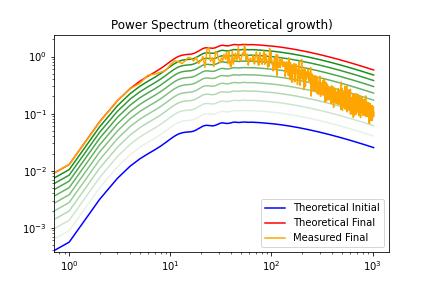 Power Spectrum (theoretical growth)
10⁰
10⁻¹
10⁻²
10⁻³
Theoretical Initial
Theoretical Final
Measured Final
10⁰ 10¹ 10² 10³